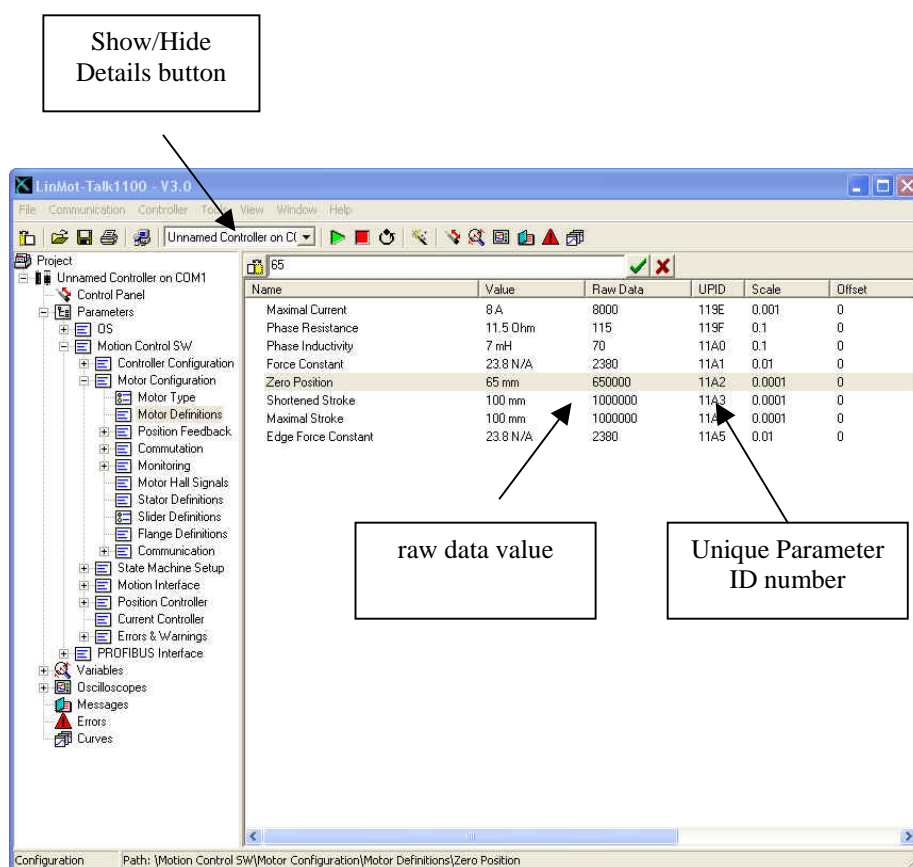 Show/Hide
Details button
LinMot-Talk1100 - V3.0
File Communication Controller Tools View Window Help
Unnamed Controller on C(
Project
Unnamed Controller on COM1
Control Panel
Parameters
OS
Motion Control SW
Controller Configuration
Motor Configuration
Motor Type
Motor Definitions
Position Feedback
Commutation
Monitoring
Motor Hall Signals
Stator Definitions
Slider Definitions
Flange Definitions
Communication
State Machine Setup
Motion Interface
Position Controller
Current Controller
Errors & Warnings
PROFIBUS Interface
Variables
Oscilloscopes
Messages
Errors
Curves
65
Name Value Raw Data UPID Scale Offset
Maximal Current 8 A 8000 119E 0.001 0
Phase Resistance 11.5 Ohm 115 119F 0.1 0
Phase Inductivity 7 mH 70 11A0 0.1 0
Force Constant 23.8 N/A 2380 11A1 0.01 0
Zero Position 65 mm 650000 11A2 0.0001 0
Shortened Stroke 100 mm 1000000 11A3 0.0001 0
Maximal Stroke 100 mm 1000000 11A 0.0001 0
Edge Force Constant 23.8 N/A 2380 11A5 0.01 0
raw data value
Unique Parameter
ID number
Configuration Path: \Motion Control SW\Motor Configuration\Motor Definitions\Zero Position